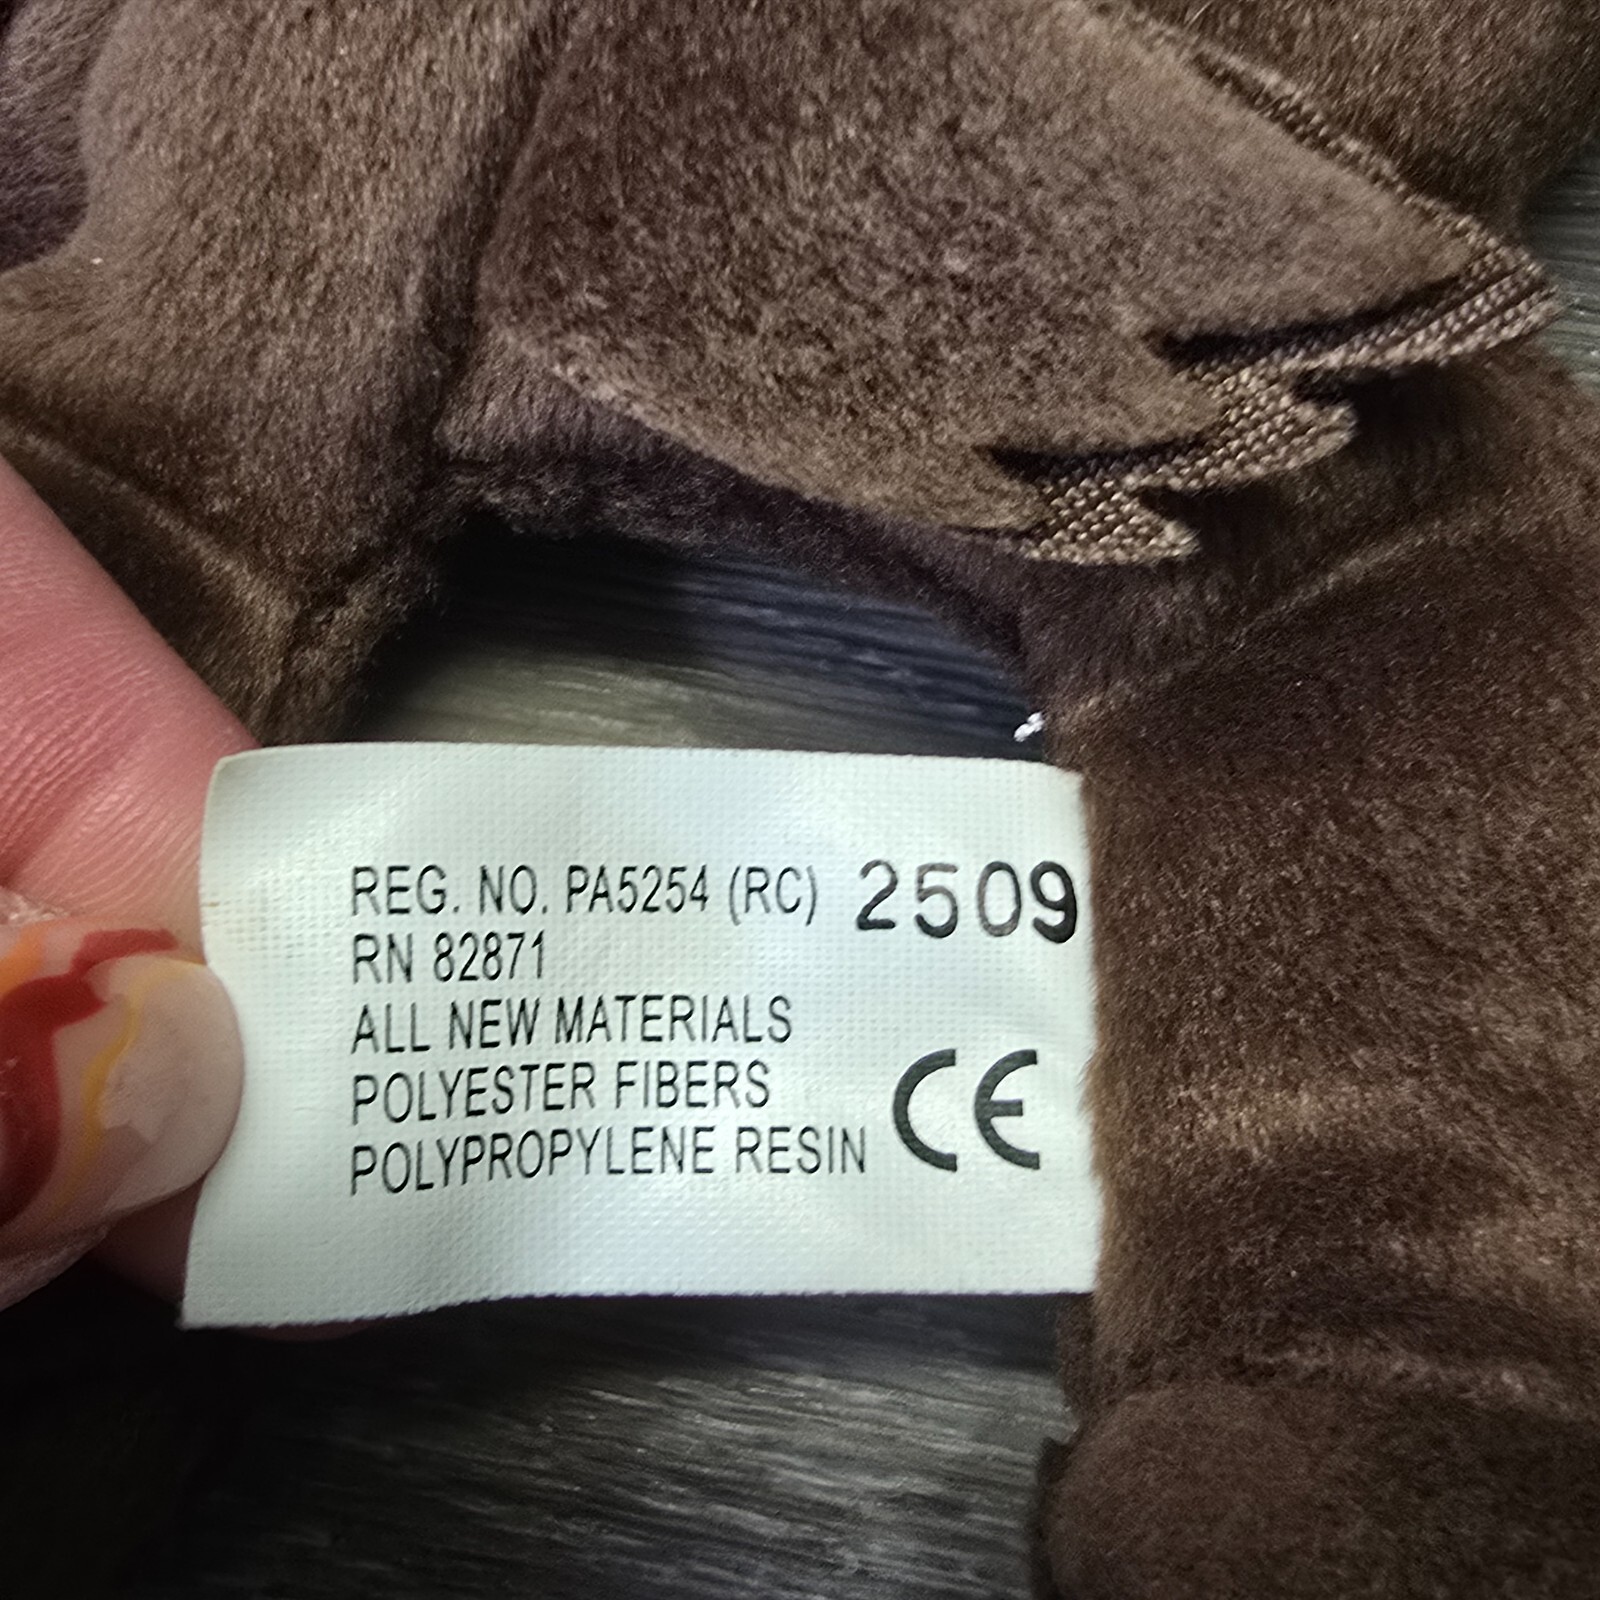 REG. NO. PA5254 (RC) 2509
RN 82871
ALL NEW MATERIALS
POLYESTER FIBERS
POLYPROPYLENE RESIN
CE